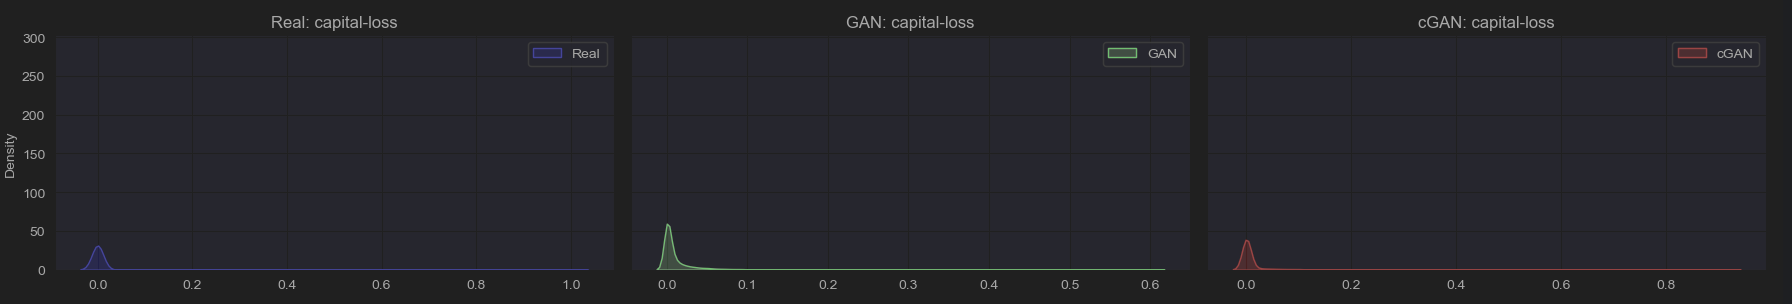 Real: capital-loss
GAN: capital-loss
cGAN: capital-loss
Real
GAN
cGAN
Density
300
250
200
150
100
50
0
0.0 0.2 0.4 0.6 0.8 1.0
0.0 0.1 0.2 0.3 0.4 0.5 0.6
0.0 0.2 0.4 0.6 0.8